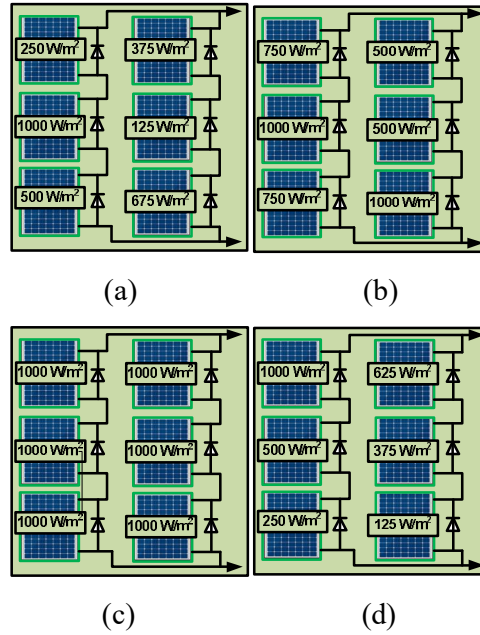 250 W/m² 375 W/m²
1000 W/m² 125 W/m²
500 W/m² 675 W/m²
(a)
750 W/m² 500 W/m²
1000 W/m² 500 W/m²
750 W/m² 1000 W/m²
(b)
1000 W/m² 1000 W/m²
1000 W/m² 1000 W/m²
1000 W/m² 1000 W/m²
(c)
1000 W/m² 625 W/m²
500 W/m² 375 W/m²
250 W/m² 125 W/m²
(d)